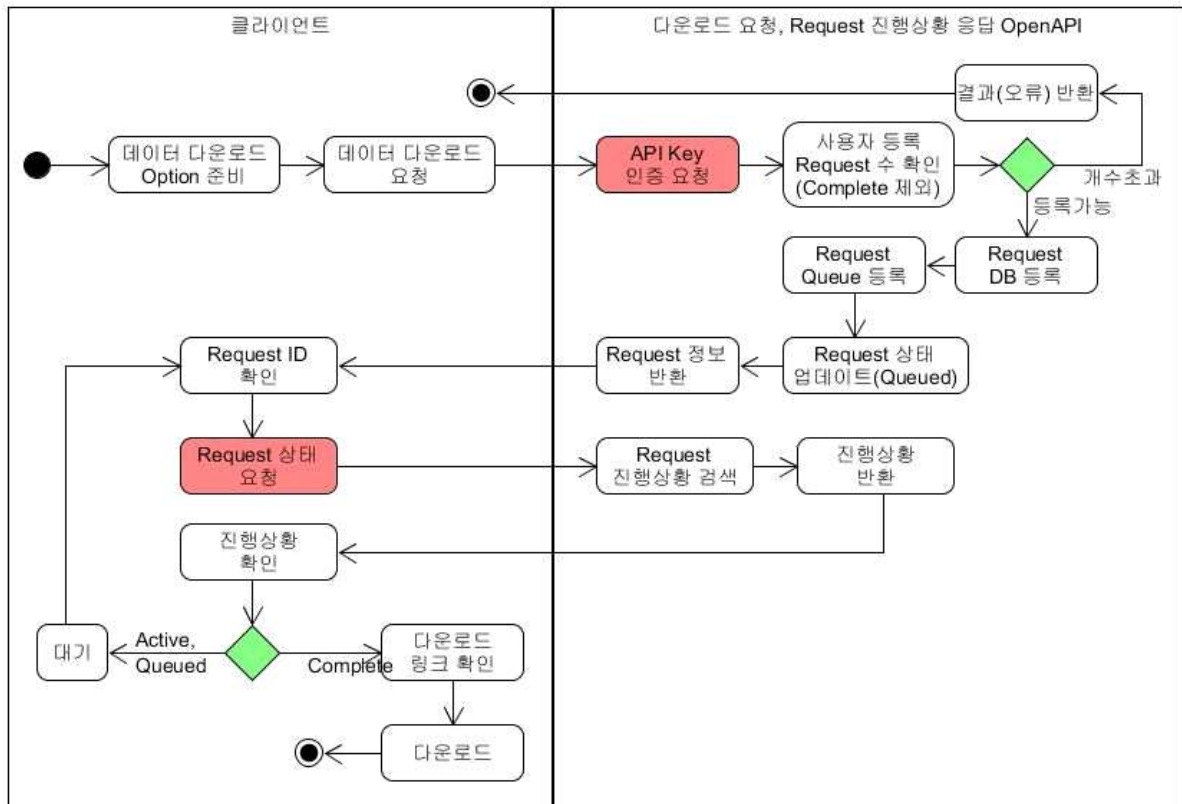 클라이언트
다운로드 요청, Request 진행상황 응답 OpenAPI
결과(오류) 반환
데이터 다운로드
Option 준비
데이터 다운로드
요청
API Key
인증 요청
사용자 등록
Request 수 확인
(Complete 제외)
개수초과
등록가능
Request
DB 등록
Request
Queue 등록
Request 상태
업데이트(Queued)
Request 정보
반환
Request ID
확인
Request 상태
요청
Request
진행상황 검색
진행상황
반환
진행상황
확인
Active,
Queued
대기
Complete
다운로드
링크 확인
다운로드